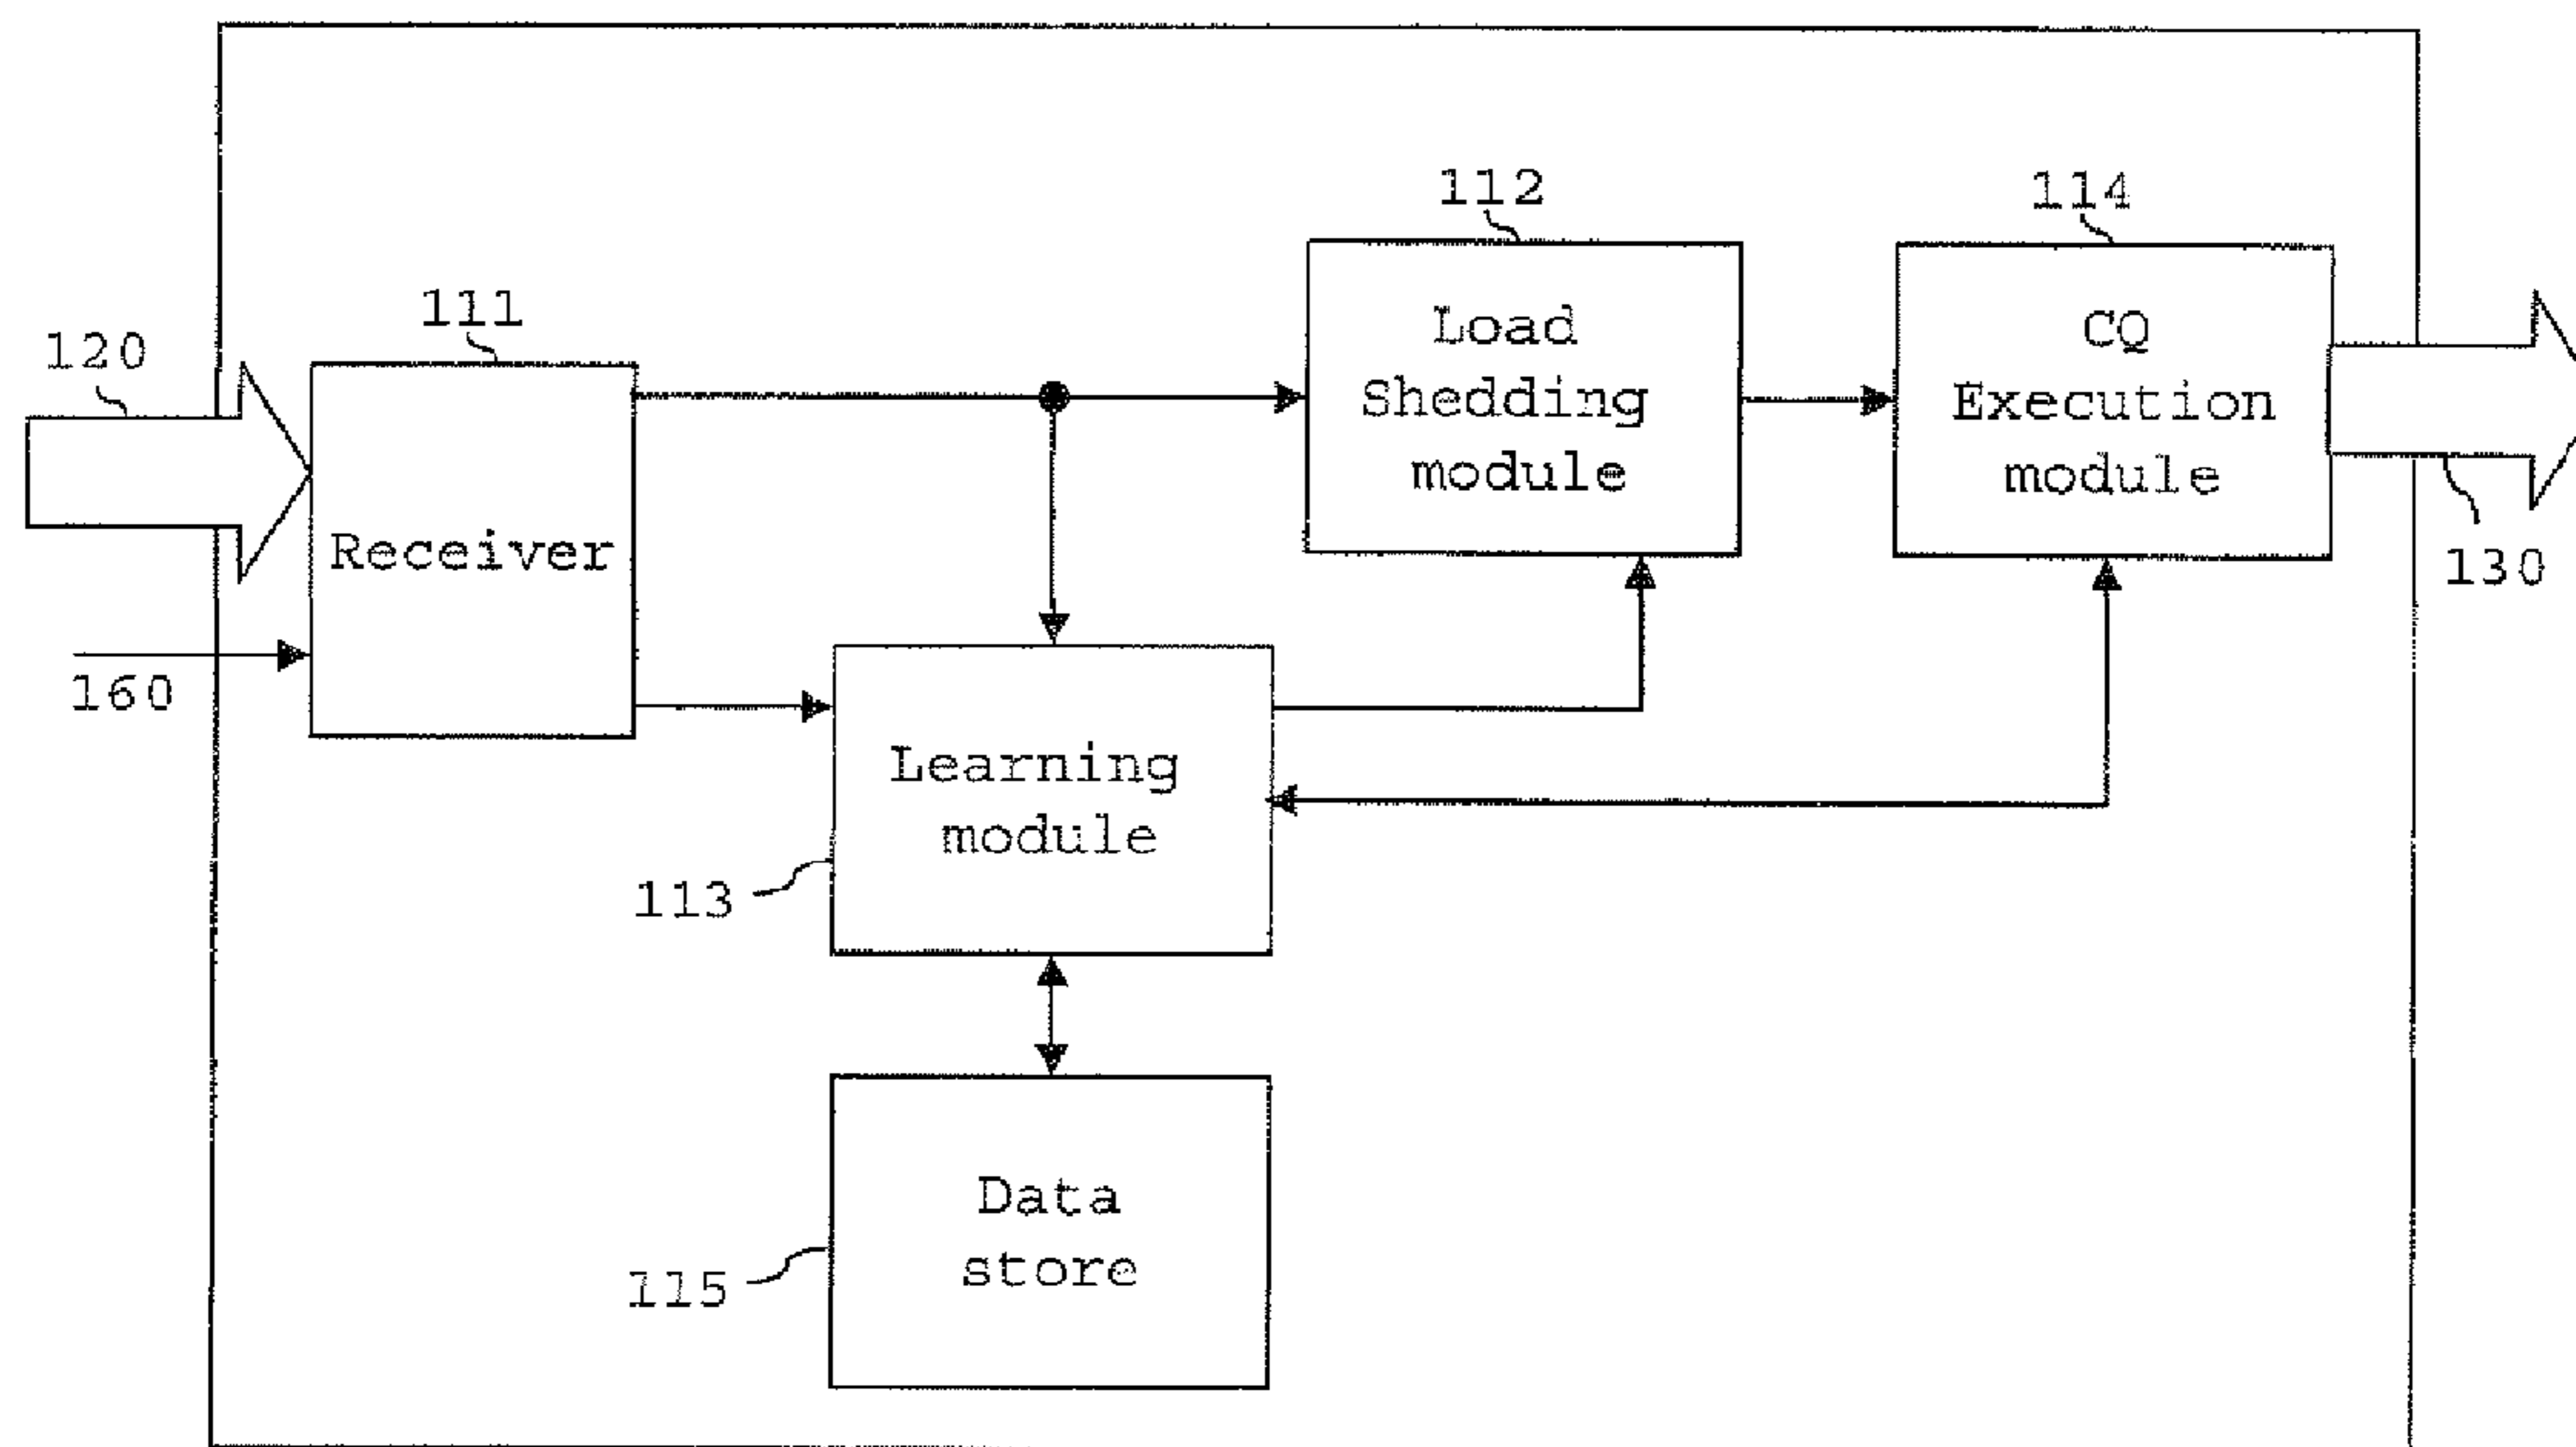 112
114
111
120
Load
Shedding
module
CQ
Execution
module
Receiver
130
160
Learning
module
113
Data
store
115